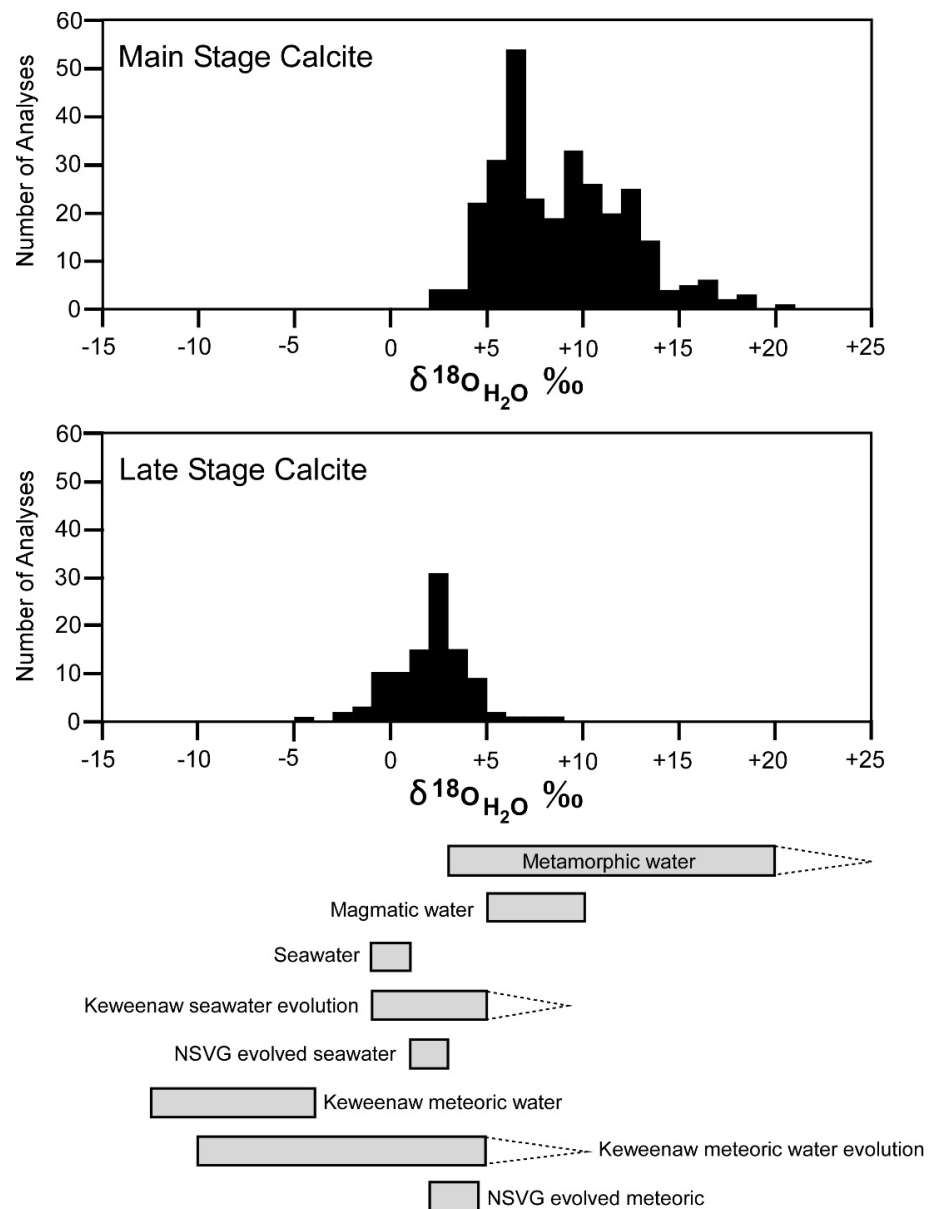 Main Stage Calcite
Number of Analyses
60
50
40
30
20
10
0
-15 -10 -5 0 +5 +10 +15 +20 +25
δ18OH2O ‰
Late Stage Calcite
Number of Analyses
60
50
40
30
20
10
0
-15 -10 -5 0 +5 +10 +15 +20 +25
δ18OH2O ‰
Metamorphic water
Magmatic water
Seawater
Keweenaw seawater evolution
NSVG evolved seawater
Keweenaw meteoric water
Keweenaw meteoric water evolution
NSVG evolved meteoric